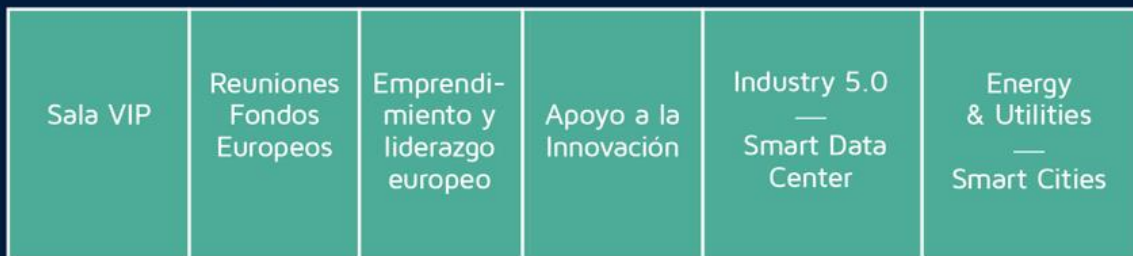 Sala VIP
Reuniones
Fondos
Europeos
Emprendi-
miento y
liderazgo
europeo
Apoyo a la
Innovación
Industry 5.0
—
Smart Data
Center
Energy
& Utilities
—
Smart Cities